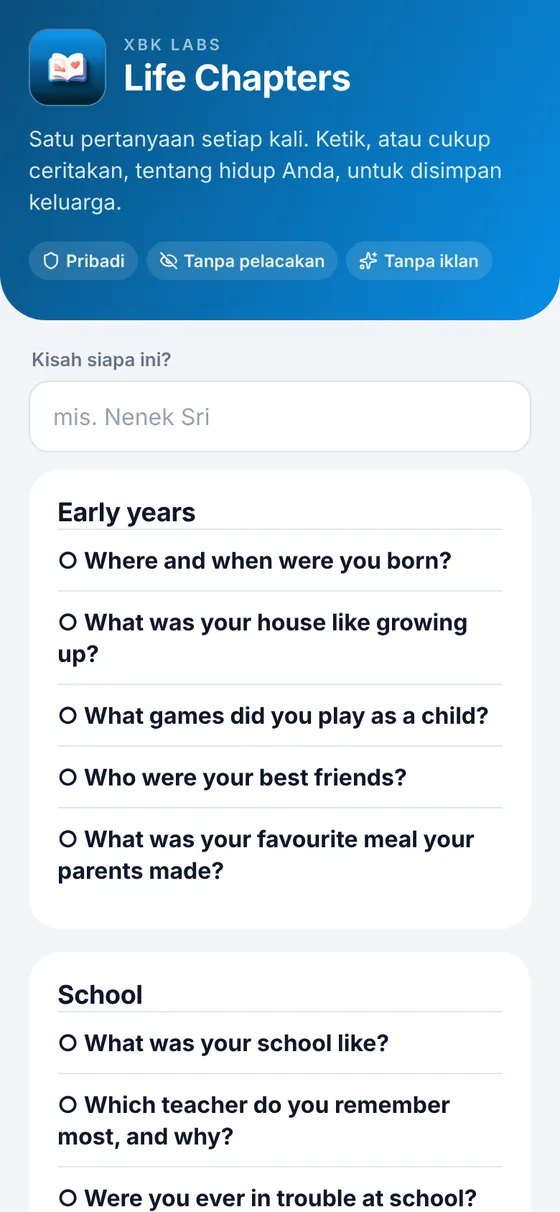 XBK LABS
Life Chapters
Satu pertanyaan setiap kali. Ketik, atau cukup
ceritakan, tentang hidup Anda, untuk disimpan
keluarga.
Pribadi
Tanpa pelacakan
Tanpa iklan
Kisah siapa ini?
mis. Nenek Sri
Early years
Where and when were you born?
What was your house like growing
up?
What games did you play as a child?
Who were your best friends?
What was your favourite meal your
parents made?
School
What was your school like?
Which teacher do you remember
most, and why?
Were you ever in trouble at school?